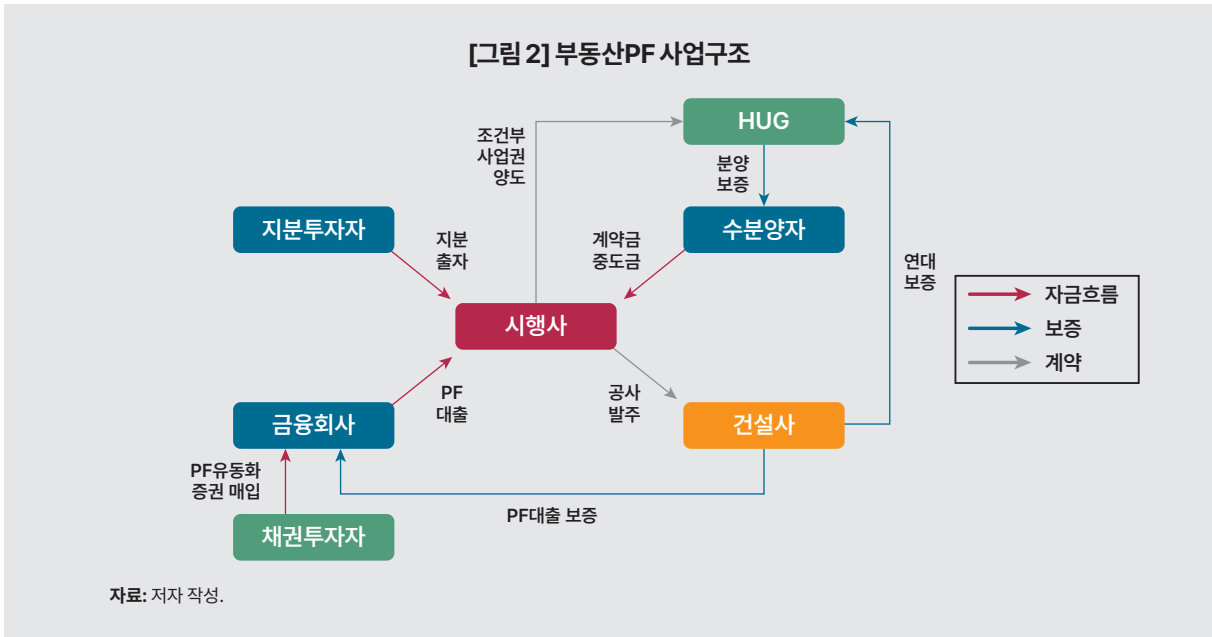 [그림 2] 부동산PF 사업구조
HUG
조건부
사업권
양도
분양
보증
지분투자자
수분양자
지분
출자
계약금
중도금
연대
보증
자금흐름
보증
계약
시행사
PF
대출
공사
발주
금융회사
건설사
PF유동화
증권 매입
PF대출 보증
채권투자자
자료: 저자 작성.